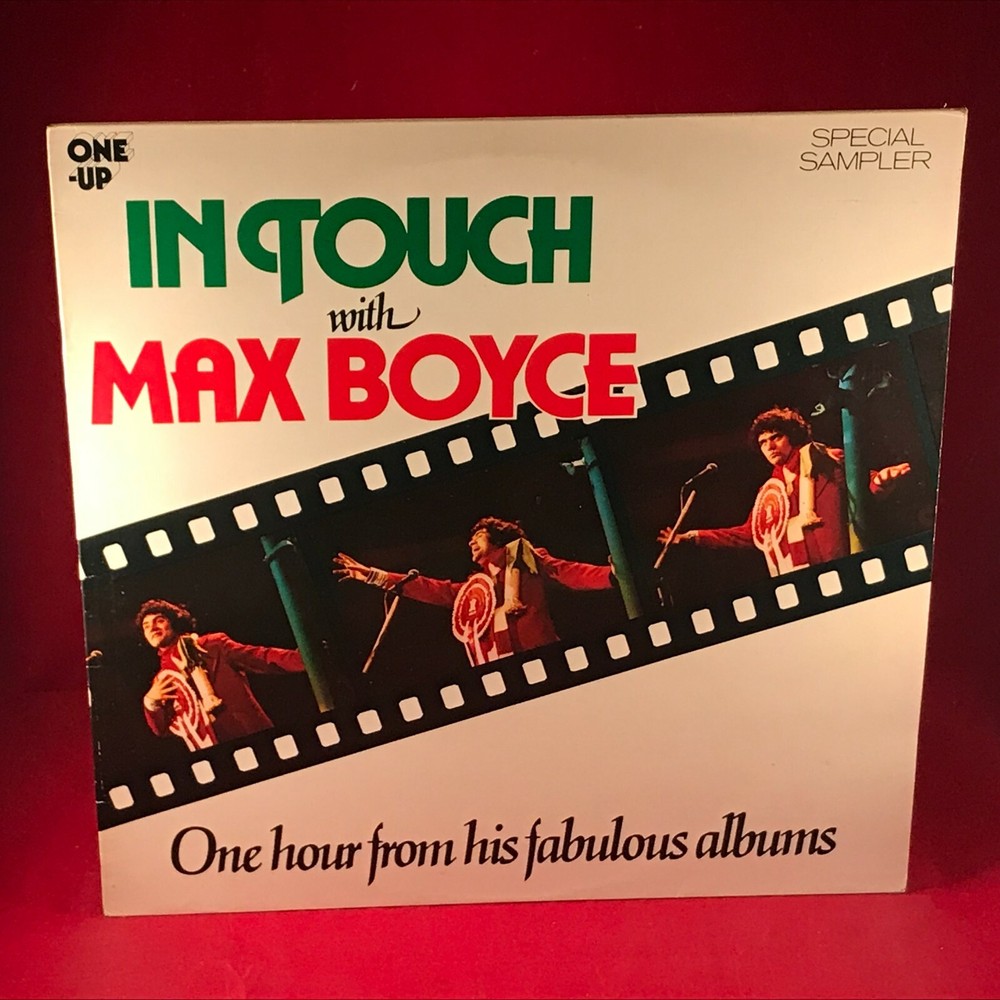 ONE
-UP
SPECIAL
SAMPLER
IN TOUCH
with
MAX BOYCE
One hour from his fabulous albums